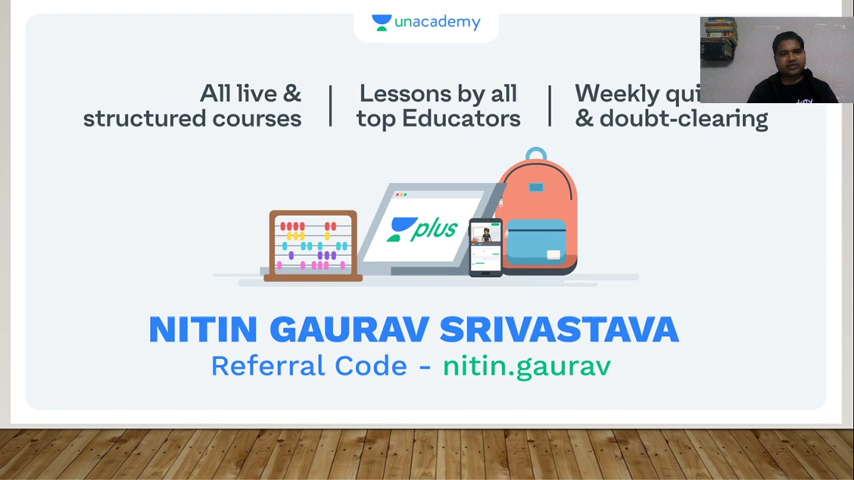 unacademy
All live &
structured courses
Lessons by all
top Educators
Weekly
& doubt-clearing
plus
NITIN GAURAV SRIVASTAVA
Referral Code - nitin.gaurav